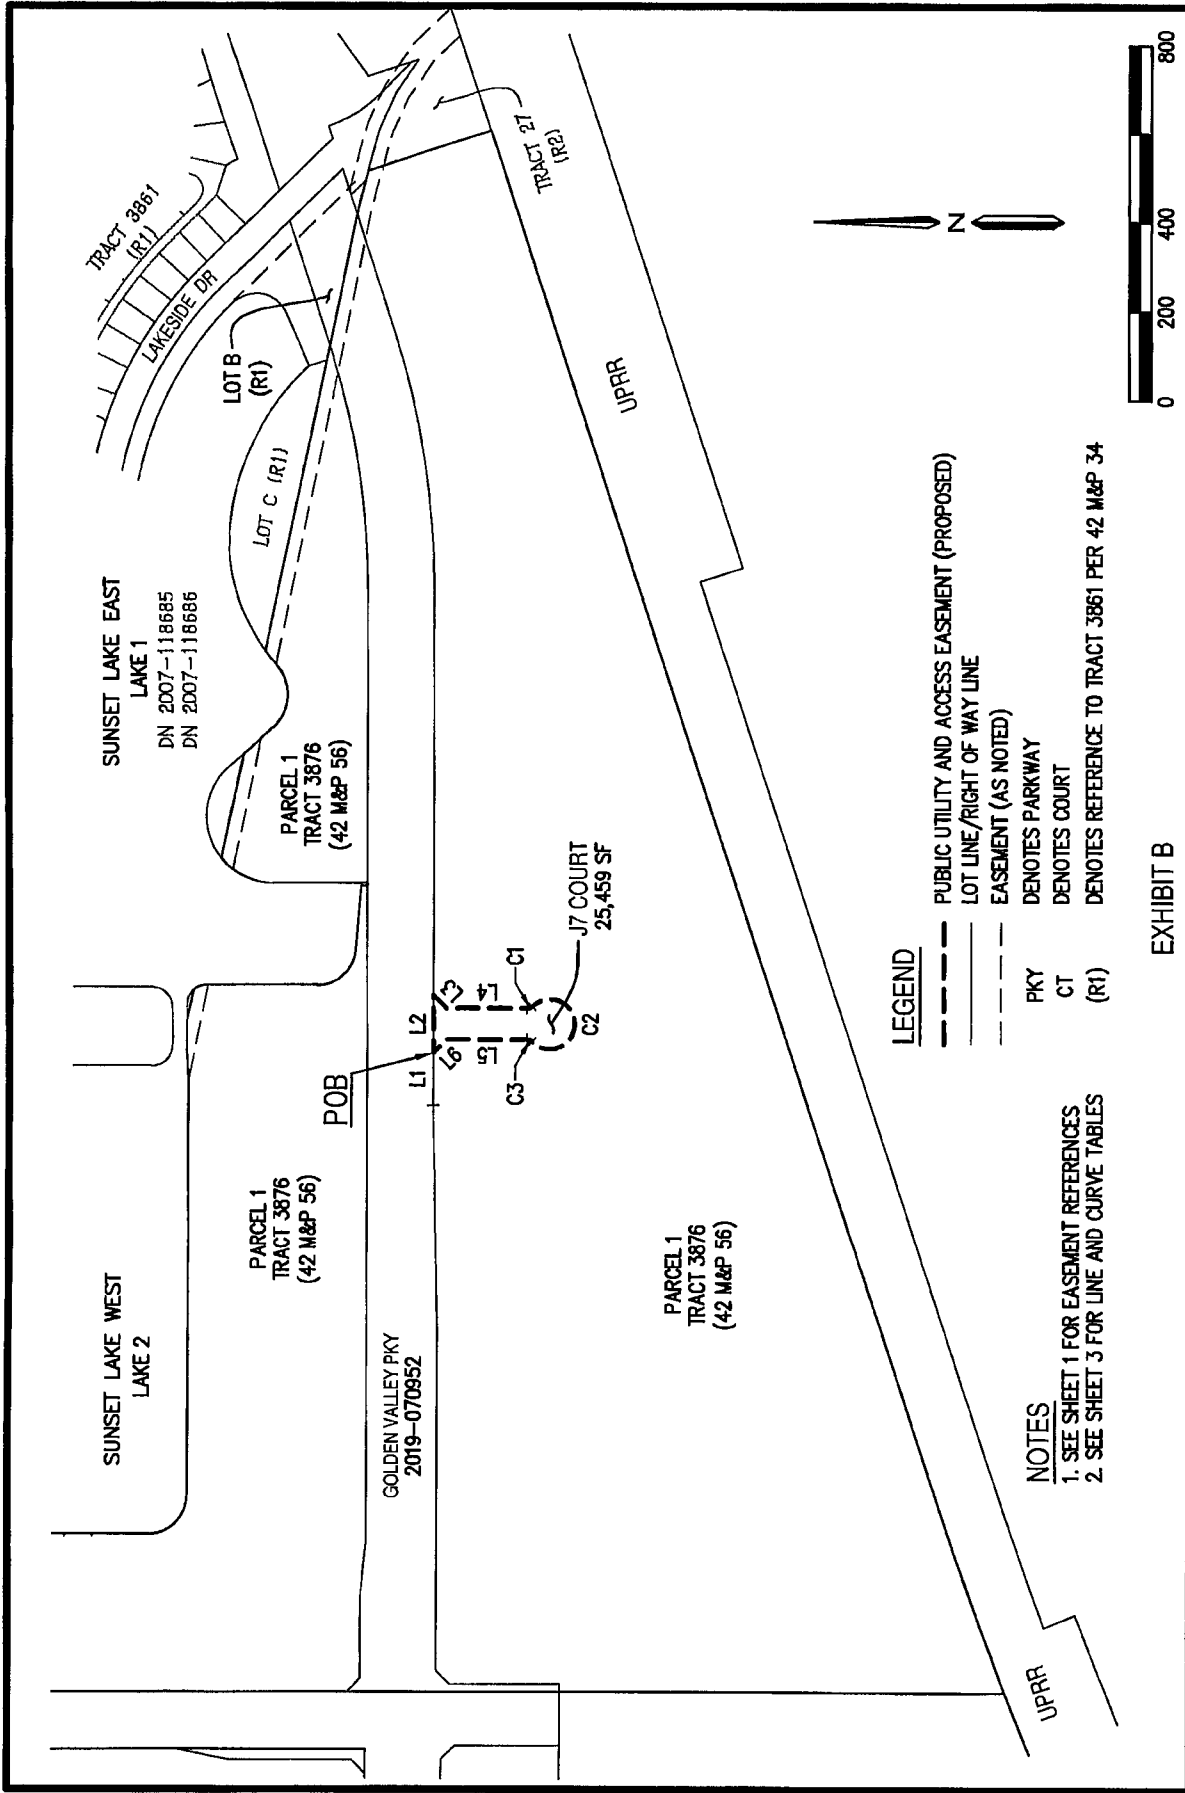 SUNSET LAKE WEST
LAKE 2
SUNSET LAKE EAST
LAKE 1
DN 2007-118685
DN 2007-118686
TRACT 3861
(R1)
LAKESIDE DR
LOT B
(R1)
LOT C (R1)
PARCEL 1
TRACT 3876
(42 M&P 56)
PARCEL 1
TRACT 3876
(42 M&P 56)
GOLDEN VALLEY PKY
2019-070952
POB
L1
L2
L3
L4
L5
L6
C1
C2
C3
J7 COURT
25,459 SF
TRACT 27
(R2)
PARCEL 1
TRACT 3876
(42 M&P 56)
UPRR
UPRR
N
NOTES
1. SEE SHEET 1 FOR EASEMENT REFERENCES
2. SEE SHEET 3 FOR LINE AND CURVE TABLES
LEGEND
PUBLIC UTILITY AND ACCESS EASEMENT (PROPOSED)
LOT LINE/RIGHT OF WAY LINE
EASEMENT (AS NOTED)
PKY DENOTES PARKWAY
CT DENOTES COURT
(R1) DENOTES REFERENCE TO TRACT 3861 PER 42 M&P 34
0 200 400 800
EXHIBIT B